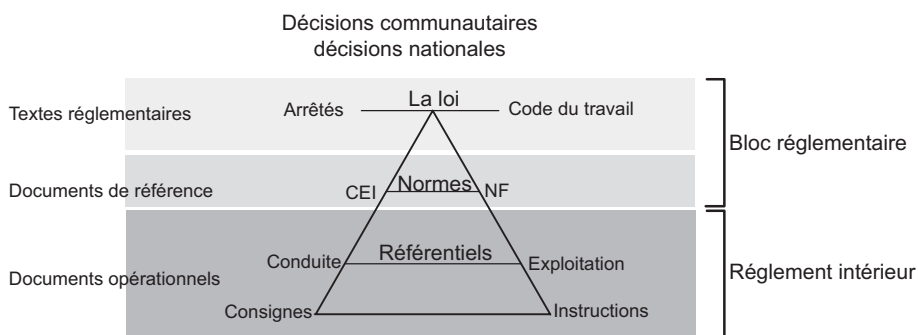 Décisions communautaires
décisions nationales
La loi
Textes réglementaires
Arrêtés
Code du travail
Bloc réglementaire
Documents de référence
CEI
Normes
NF
Conduite
Référentiels
Exploitation
Documents opérationnels
Réglement intérieur
Consignes
Instructions